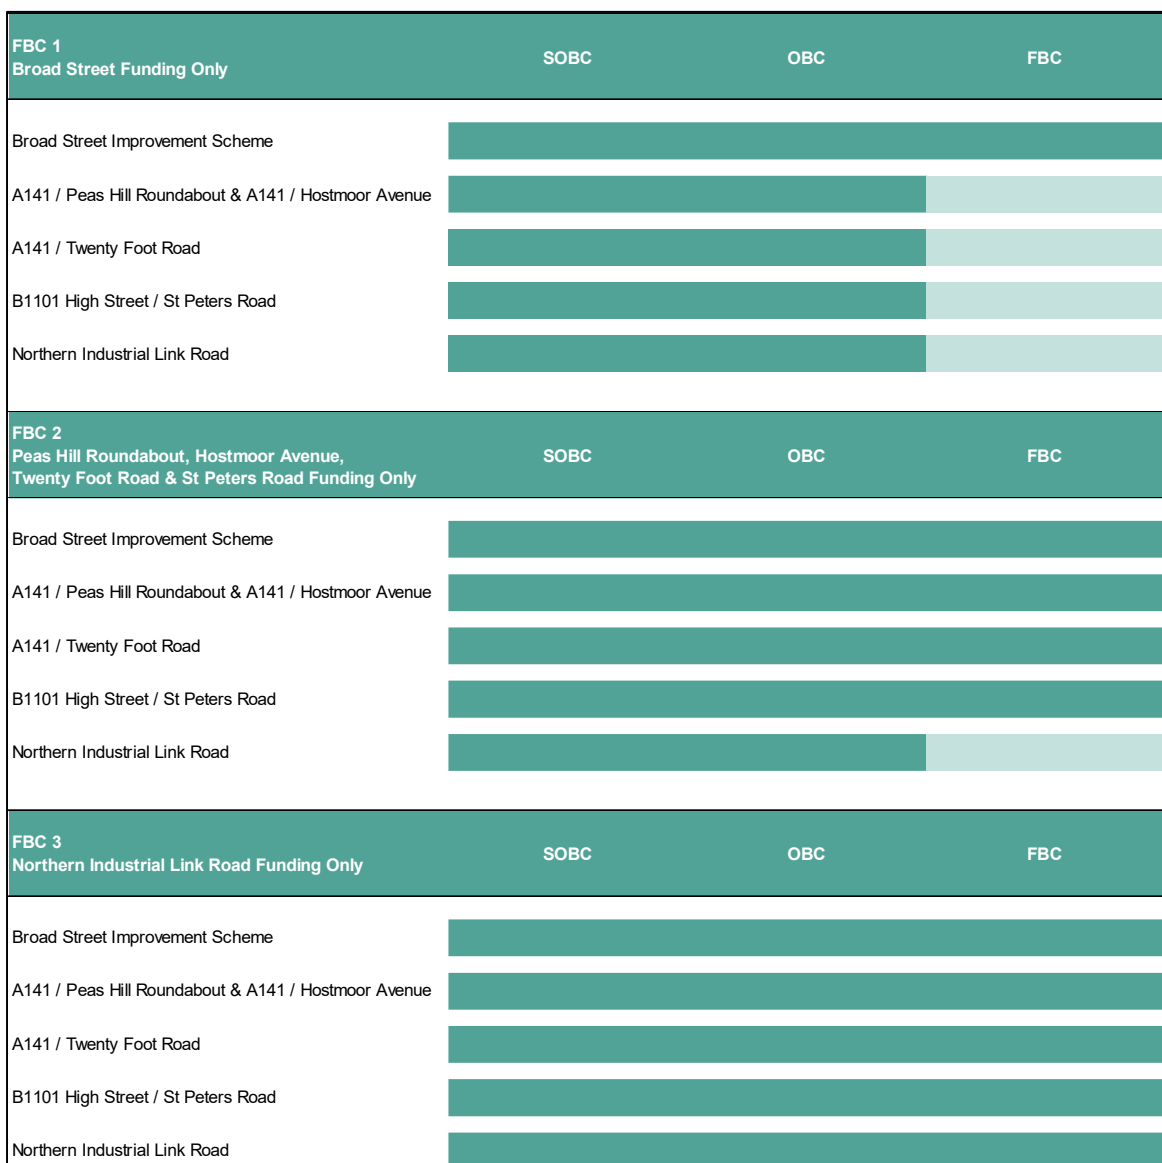 FBC 1
Broad Street Funding Only
SOBC
OBC
FBC
Broad Street Improvement Scheme
A141 / Peas Hill Roundabout & A141 / Hostmoor Avenue
A141 / Twenty Foot Road
B1101 High Street / St Peters Road
Northern Industrial Link Road
FBC 2
Peas Hill Roundabout, Hostmoor Avenue,
Twenty Foot Road & St Peters Road Funding Only
SOBC
OBC
FBC
Broad Street Improvement Scheme
A141 / Peas Hill Roundabout & A141 / Hostmoor Avenue
A141 / Twenty Foot Road
B1101 High Street / St Peters Road
Northern Industrial Link Road
FBC 3
Northern Industrial Link Road Funding Only
SOBC
OBC
FBC
Broad Street Improvement Scheme
A141 / Peas Hill Roundabout & A141 / Hostmoor Avenue
A141 / Twenty Foot Road
B1101 High Street / St Peters Road
Northern Industrial Link Road